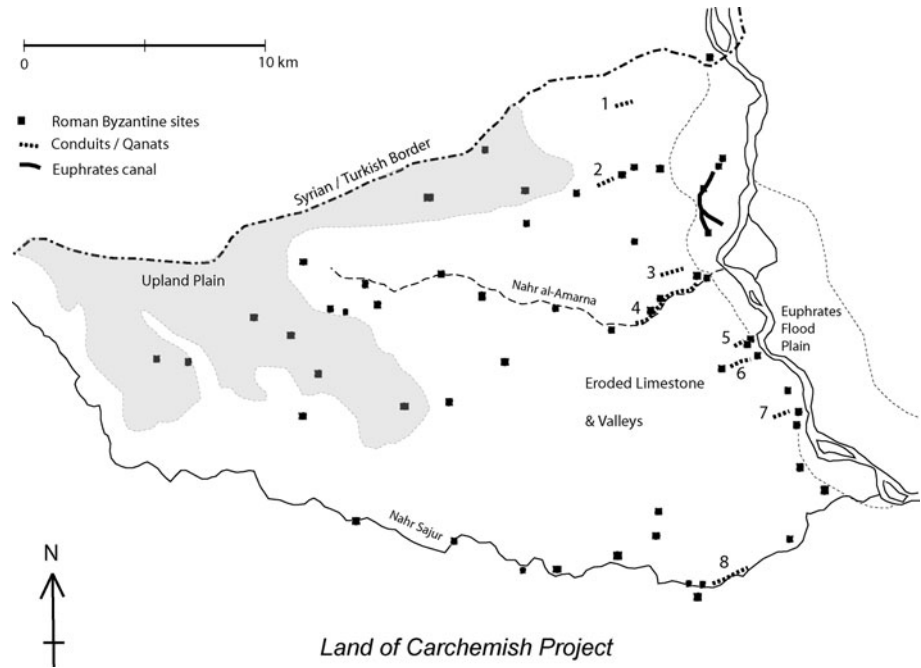 0 10 km
Roman Byzantine sites
Conduits / Qanats
Euphrates canal
1
2
Syrian / Turkish Border
Upland Plain
3
Nahr al-Amarna
4
Euphrates
Flood
Plain
5
6
Eroded Limestone
& Valleys
7
Nahr Sajur
8
N
Land of Carchemish Project